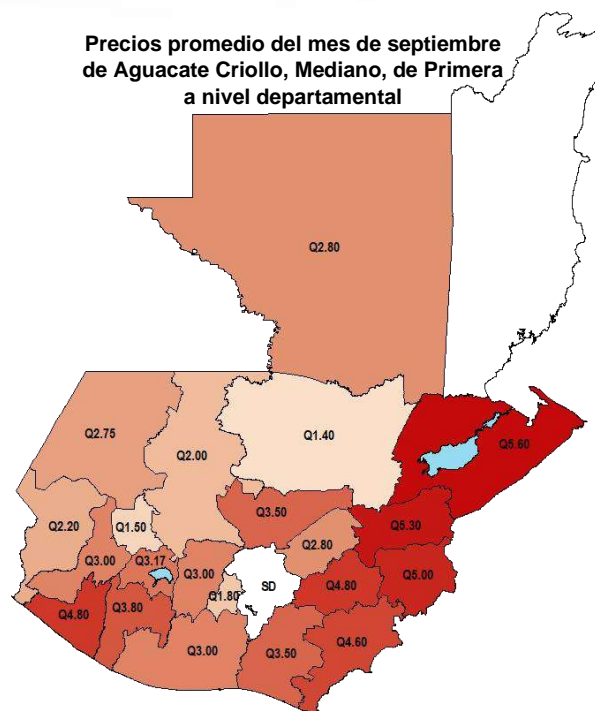 Precios promedio del mes de septiembre
de Aguacate Criollo, Mediano, de Primera
a nivel departamental
Q2.80
Q2.75
Q2.00
Q1.40
Q5.60
Q2.20
Q1.50
Q3.50
Q5.30
Q3.00
Q3.17
Q3.00
Q2.80
Q5.00
Q1.80
SD
Q4.80
Q4.80
Q3.80
Q3.00
Q3.50
Q4.60